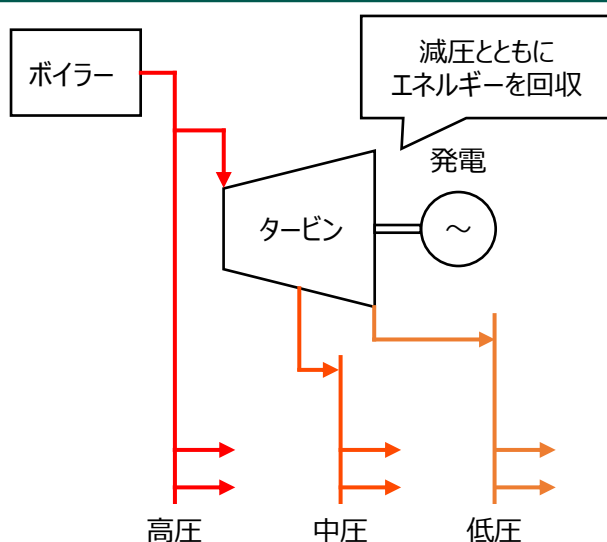 ボイラー
減圧とともに
エネルギーを回収
発電
タービン
～
高圧
中圧
低圧